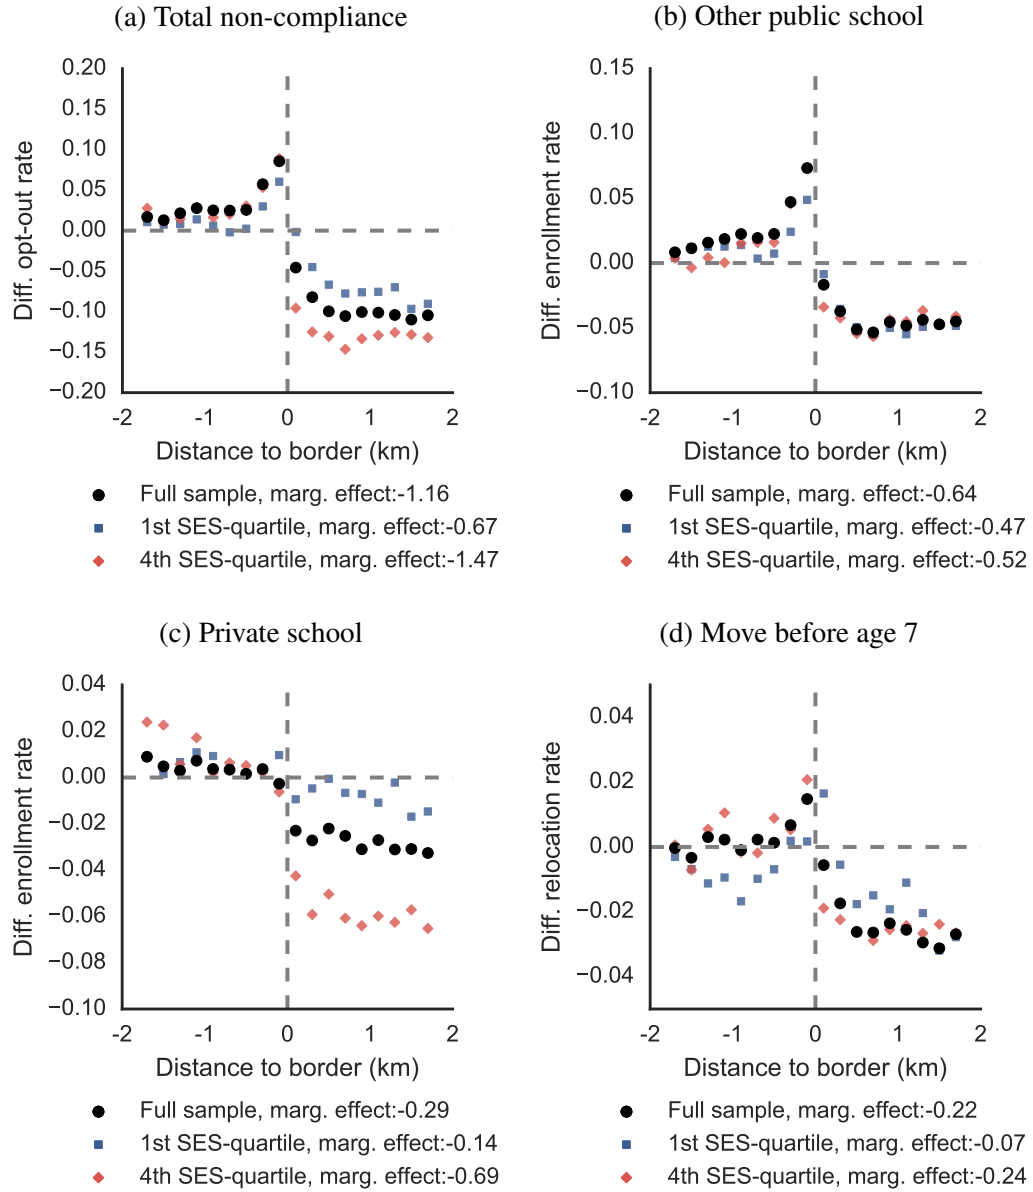 (a) Total non-compliance
Diff. opt-out rate
0.20
0.15
0.10
0.05
0.00
−0.05
−0.10
−0.15
−0.20
-2
-1
0
1
2
Distance to border (km)
Full sample, marg. effect:-1.16
1st SES-quartile, marg. effect:-0.67
4th SES-quartile, marg. effect:-1.47
(b) Other public school
Diff. enrollment rate
0.15
0.10
0.05
0.00
−0.05
−0.10
-2
-1
0
1
2
Distance to border (km)
Full sample, marg. effect:-0.64
1st SES-quartile, marg. effect:-0.47
4th SES-quartile, marg. effect:-0.52
(c) Private school
Diff. enrollment rate
0.04
0.02
0.00
−0.02
−0.04
−0.06
−0.08
−0.10
-2
-1
0
1
2
Distance to border (km)
Full sample, marg. effect:-0.29
1st SES-quartile, marg. effect:-0.14
4th SES-quartile, marg. effect:-0.69
(d) Move before age 7
Diff. relocation rate
0.04
0.02
0.00
−0.02
−0.04
-2
-1
0
1
2
Distance to border (km)
Full sample, marg. effect:-0.22
1st SES-quartile, marg. effect:-0.07
4th SES-quartile, marg. effect:-0.24